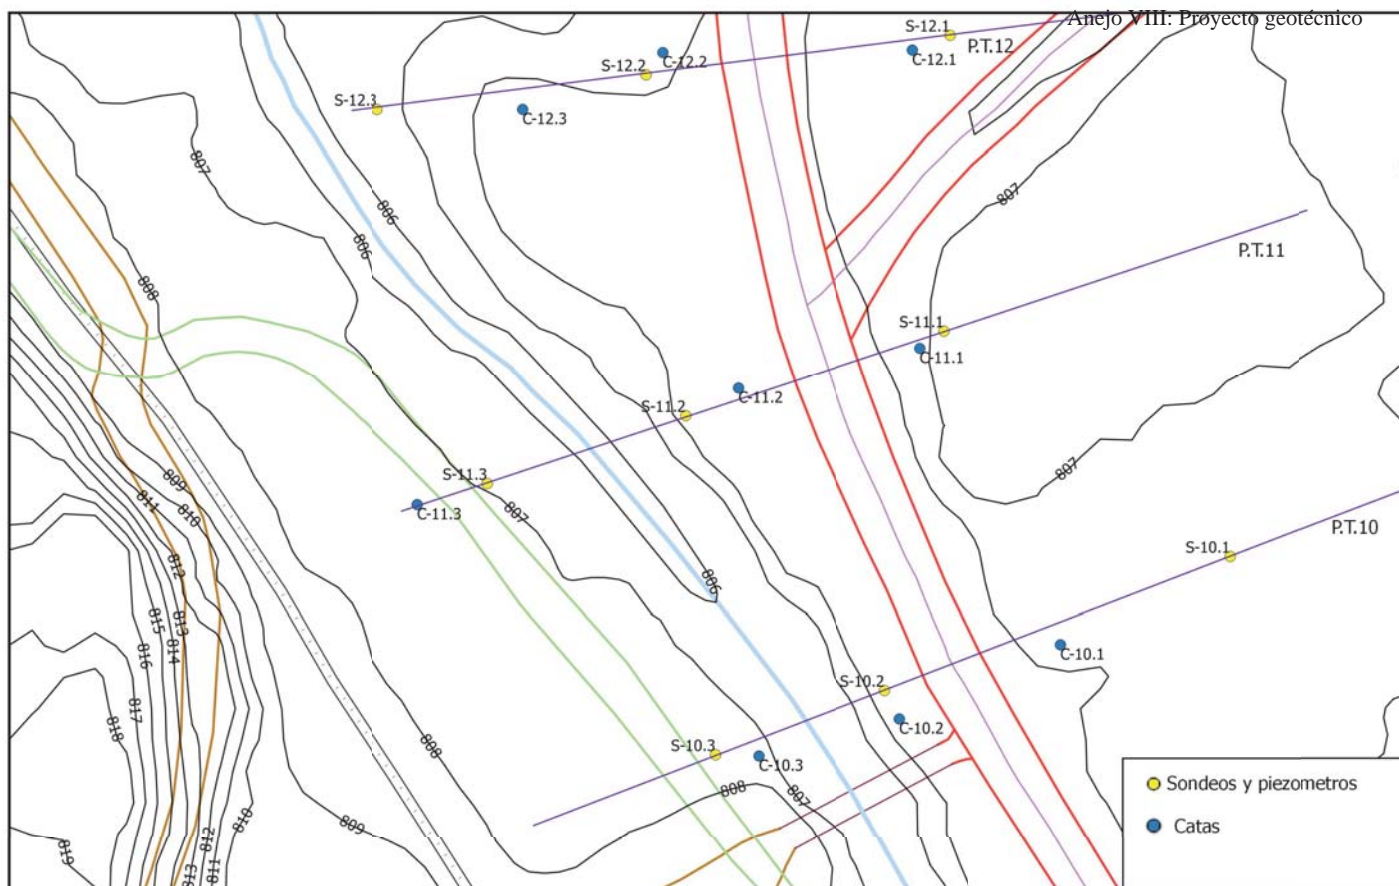 Anejo VIII: Proyecto geotécnico
S-12.1
P.T.12
C-12.1
C-12.2
S-12.2
S-12.3
C-12.3
807
806
806
807
808
P.T.11
S-11.1
C-11.1
C-11.2
S-11.2
S-11.3
C-11.3
807
807
809
810
811
812
813
814
815
816
817
818
819
P.T.10
S-10.1
C-10.1
806
S-10.2
C-10.2
S-10.3
C-10.3
808
808
807
809
810
812
811
813
Sondeos y piezometros
Catas